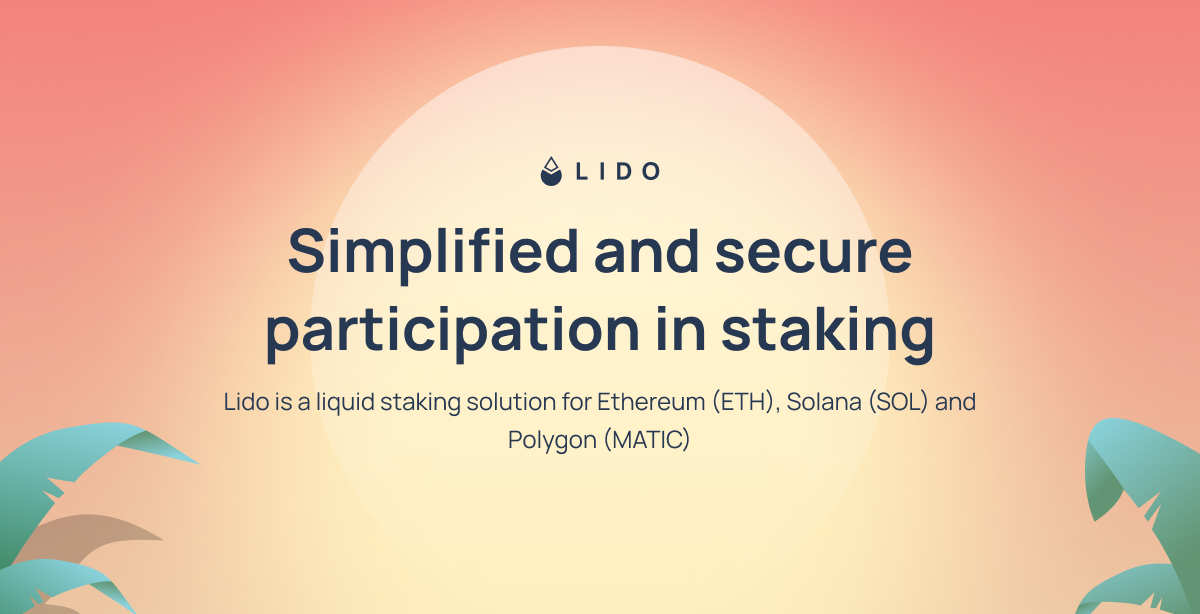 LIDO
Simplified and secure
participation in staking
Lido is a liquid staking solution for Ethereum (ETH), Solana (SOL) and
Polygon (MATIC)